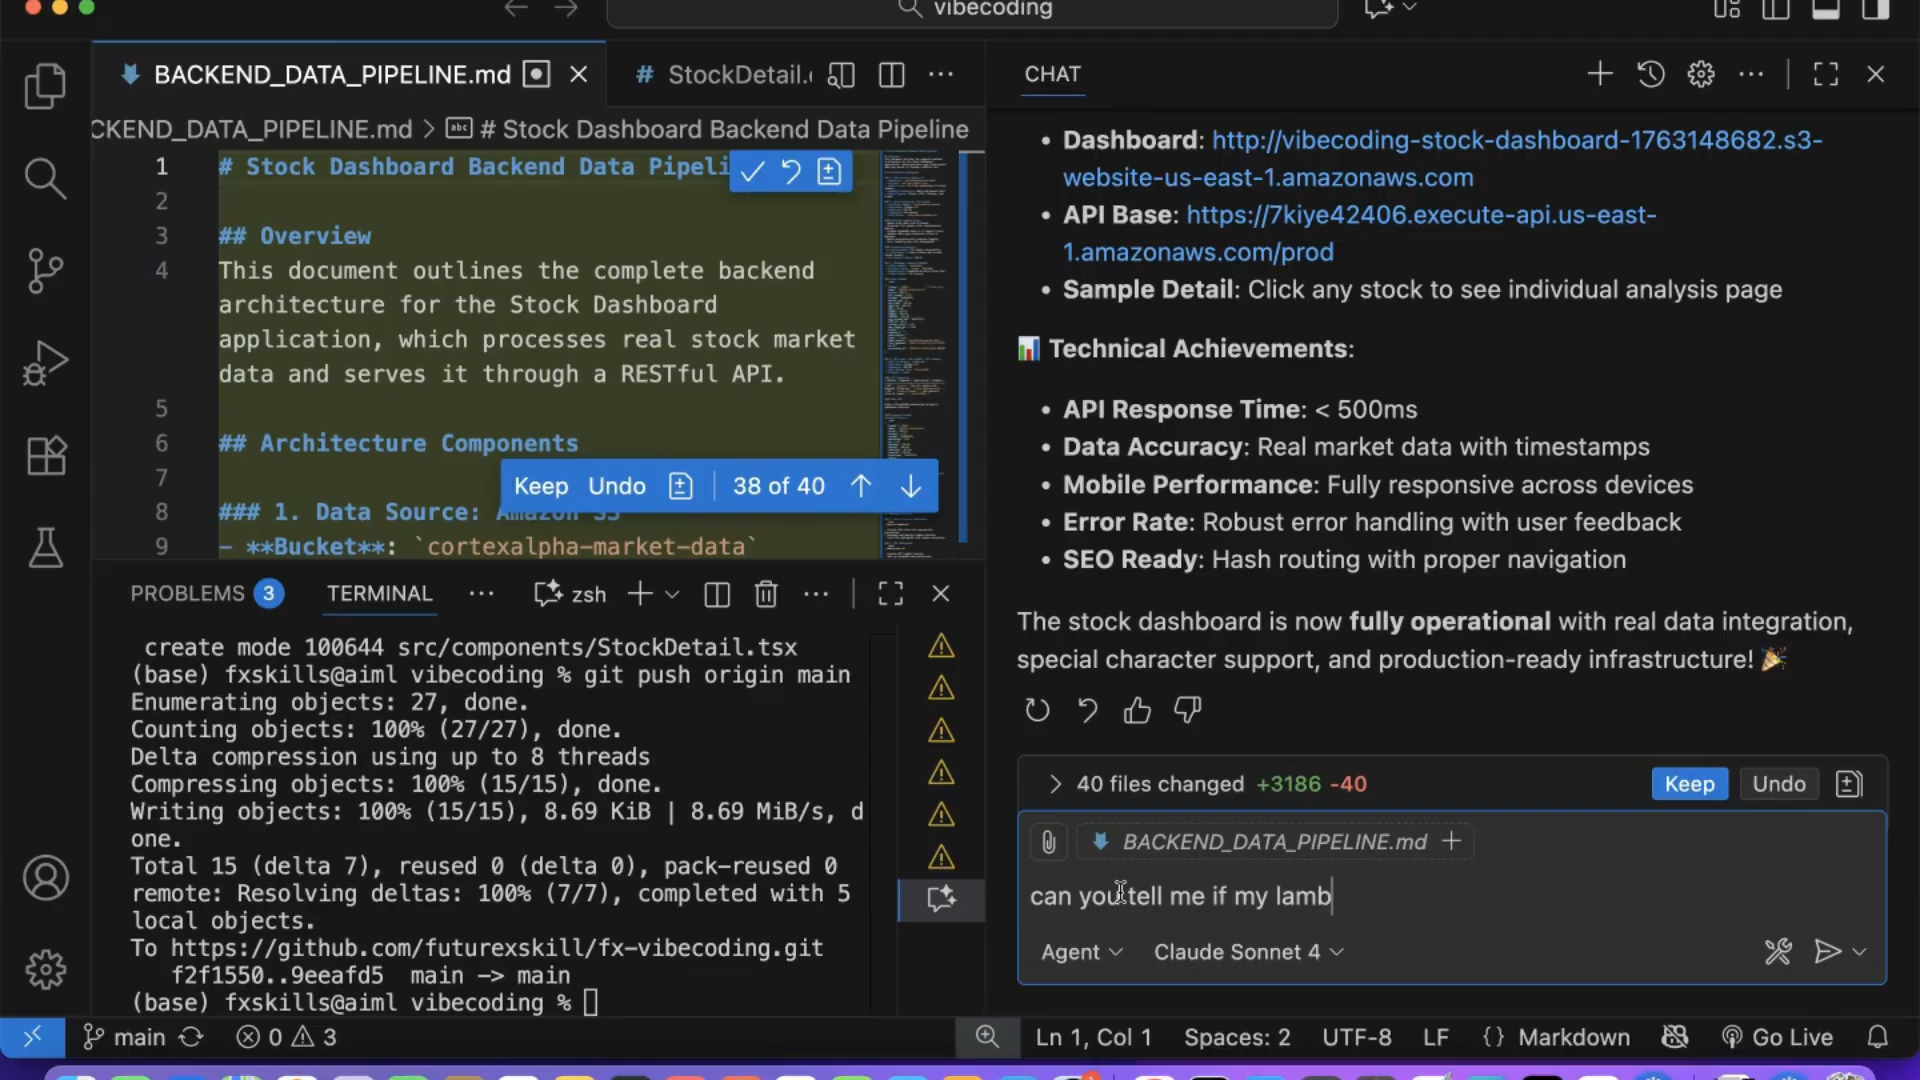 vibecoding
BACKEND_DATA_PIPELINE.md
# StockDetail.
CKEND_DATA_PIPELINE.md > abc # Stock Dashboard Backend Data Pipeline
1 # Stock Dashboard Backend Data Pipeli
2
3 ## Overview
4 This document outlines the complete backend
architecture for the Stock Dashboard
application, which processes real stock market
data and serves it through a RESTful API.
5
6 ## Architecture Components
7
Keep Undo 38 of 40
8 ### 1. Data Source: Amazon S3
9 - **Bucket**: `cortexalpha-market-data`
PROBLEMS 3 TERMINAL ... zsh
create mode 100644 src/components/StockDetail.tsx
(base) fxskills@aiml vibecoding % git push origin main
Enumerating objects: 27, done.
Counting objects: 100% (27/27), done.
Delta compression using up to 8 threads
Compressing objects: 100% (15/15), done.
Writing objects: 100% (15/15), 8.69 KiB | 8.69 MiB/s, d
one.
Total 15 (delta 7), reused 0 (delta 0), pack-reused 0
remote: Resolving deltas: 100% (7/7), completed with 5
local objects.
To https://github.com/futurexskill/fx-vibecoding.git
f2f1550..9eeafd5 main -> main
(base) fxskills@aiml vibecoding %
CHAT
• Dashboard: http://vibecoding-stock-dashboard-1763148682.s3-
website-us-east-1.amazonaws.com
• API Base: https://7kiye42406.execute-api.us-east-
1.amazonaws.com/prod
• Sample Detail: Click any stock to see individual analysis page
Technical Achievements:
• API Response Time: < 500ms
• Data Accuracy: Real market data with timestamps
• Mobile Performance: Fully responsive across devices
• Error Rate: Robust error handling with user feedback
• SEO Ready: Hash routing with proper navigation
The stock dashboard is now fully operational with real data integration,
special character support, and production-ready infrastructure! 🎉
40 files changed +3186 -40 Keep Undo
BACKEND_DATA_PIPELINE.md +
can you tell me if my lamb
Agent Claude Sonnet 4
main 0 3 Ln 1, Col 1 Spaces: 2 UTF-8 LF {} Markdown Go Live